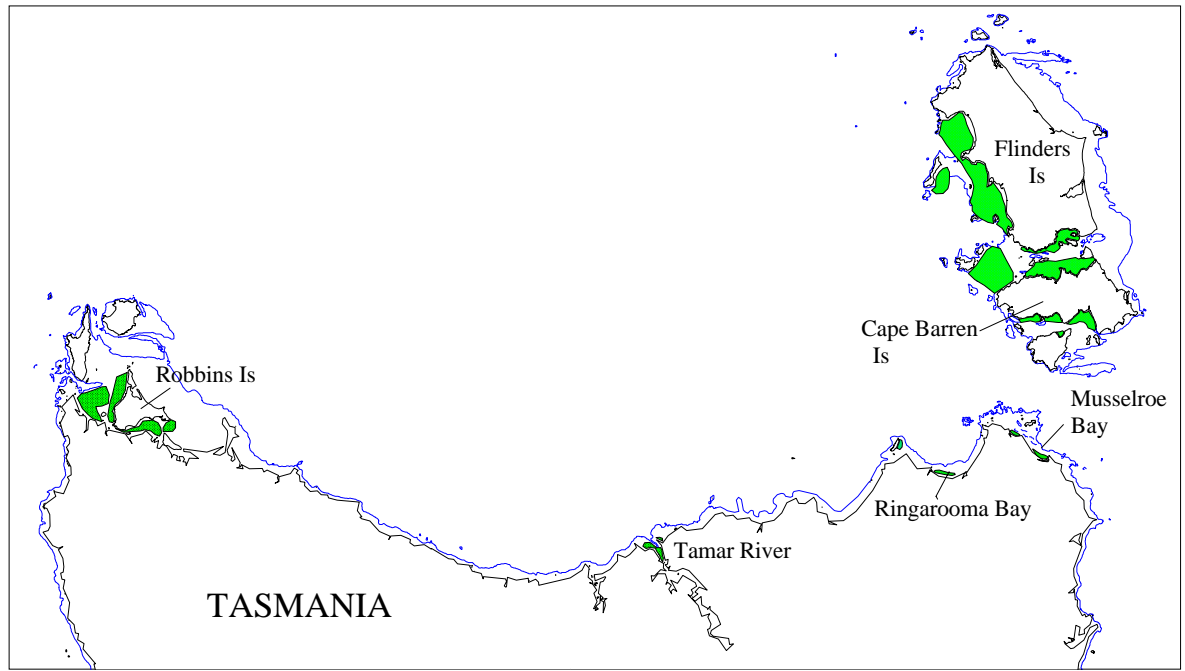 Flinders
Is
Cape Barren
Is
Robbins Is
Musselroe
Bay
Ringarooma Bay
Tamar River
TASMANIA